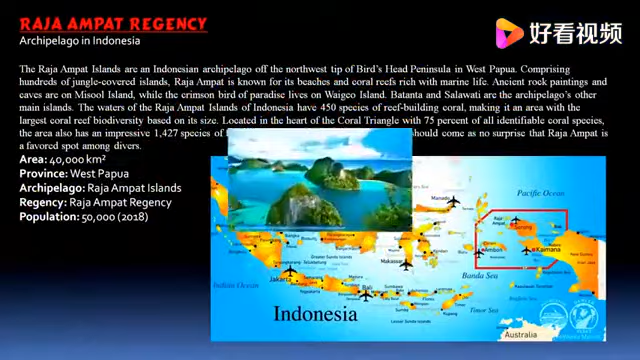 RAJA AMPAT REGENCY
好看视频
Archipelago in Indonesia
The Raja Ampat Islands are an Indonesian archipelago off the northwest tip of Bird's Head Peninsula in West Papua. Comprising
hundreds of jungle-covered islands, Raja Ampat is known for its beaches and coral reefs rich with marine life. Ancient rock paintings and
caves are on Misool Island, while the crimson bird of paradise lives on Waigeo Island. Batanta and Salawati are the archipelago's other
main islands. The waters of the Raja Ampat Islands of Indonesia have 450 species of reef-building coral, making it an area with the
largest coral reef biodiversity based on its size. Located in the heart of the Coral Triangle with 75 percent of all identifiable coral species,
the area also has an impressive 1,427 species of should come as no surprise that Raja Ampat is
a favored spot among divers.
Area: 40,000 km²
Province: West Papua
Archipelago: Raja Ampat Islands
Regency: Raja Ampat Regency
Population: 50,000 (2018)
Pacific Ocean
Manado
Raja
Ampat
Sorong
Ambon
Kaimana
Makassar
Banda Sea
Indian Ocean
Jakarta
Bali
Timor Sea
Indonesia
Australia